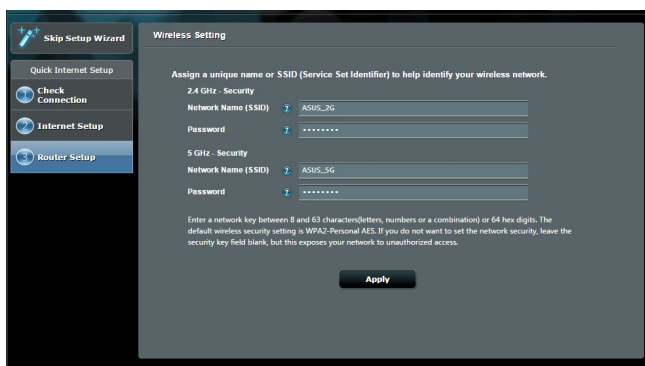 Skip Setup Wizard
Wireless Setting
Quick Internet Setup
1 Check
Connection
2 Internet Setup
3 Router Setup
Assign a unique name or SSID (Service Set Identifier) to help identify your wireless network.
2.4 GHz - Security
Network Name (SSID) ? ASUS_2G
Password ? ••••••••
5 GHz - Security
Network Name (SSID) ? ASUS_5G
Password ? ••••••••
Enter a network key between 8 and 63 characters(letters, numbers or a combination) or 64 hex digits. The
default wireless security setting is WPA2-Personal AES. If you do not want to set the network security, leave the
security key field blank, but this exposes your network to unauthorized access.
Apply